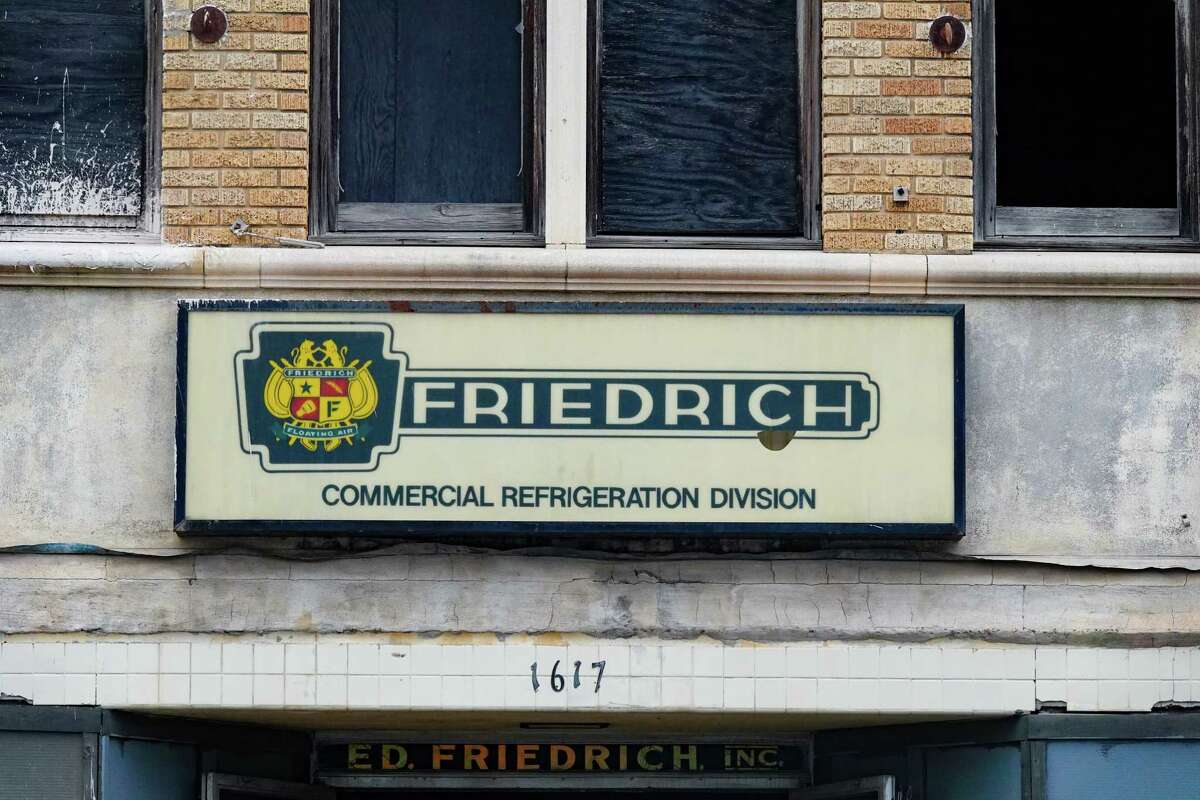 FRIEDRICH
F
FLOATING AIR
FRIEDRICH
COMMERCIAL REFRIGERATION DIVISION
1617
ED. FRIEDRICH, INC.